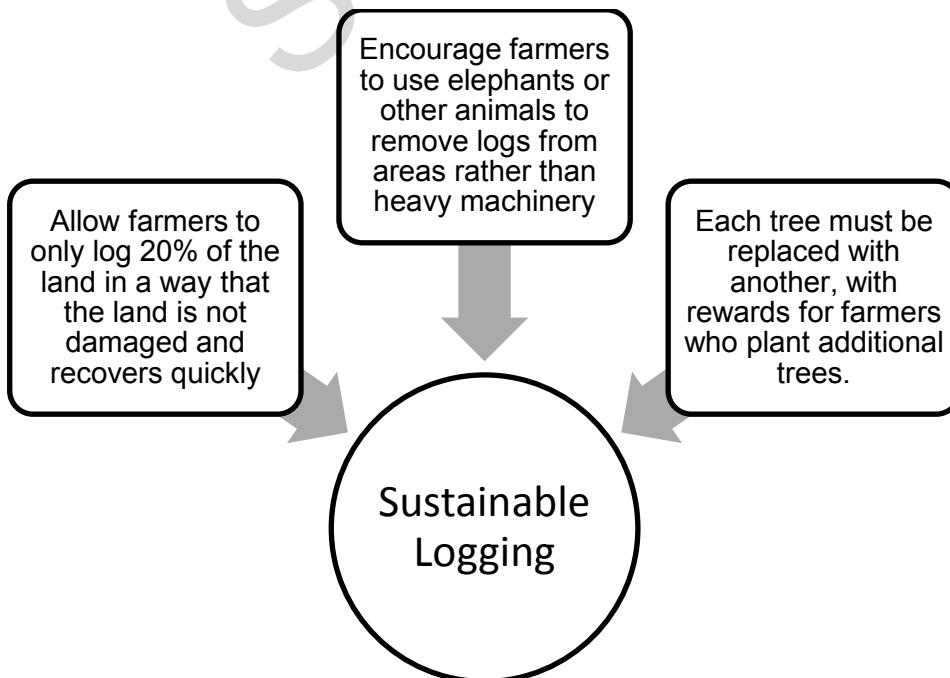 Encourage farmers
to use elephants or
other animals to
remove logs from
areas rather than
heavy machinery
Allow farmers to
only log 20% of the
land in a way that
the land is not
damaged and
recovers quickly
Each tree must be
replaced with
another, with
rewards for farmers
who plant additional
trees.
Sustainable
Logging